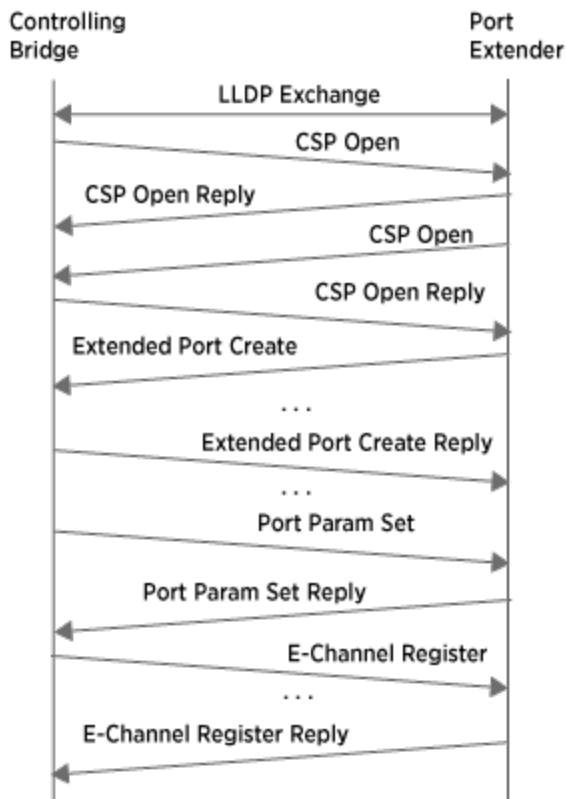 Controlling
Bridge
Port
Extender
LLDP Exchange
CSP Open
CSP Open Reply
CSP Open
CSP Open Reply
Extended Port Create
...
Extended Port Create Reply
...
Port Param Set
Port Param Set Reply
E-Channel Register
...
E-Channel Register Reply